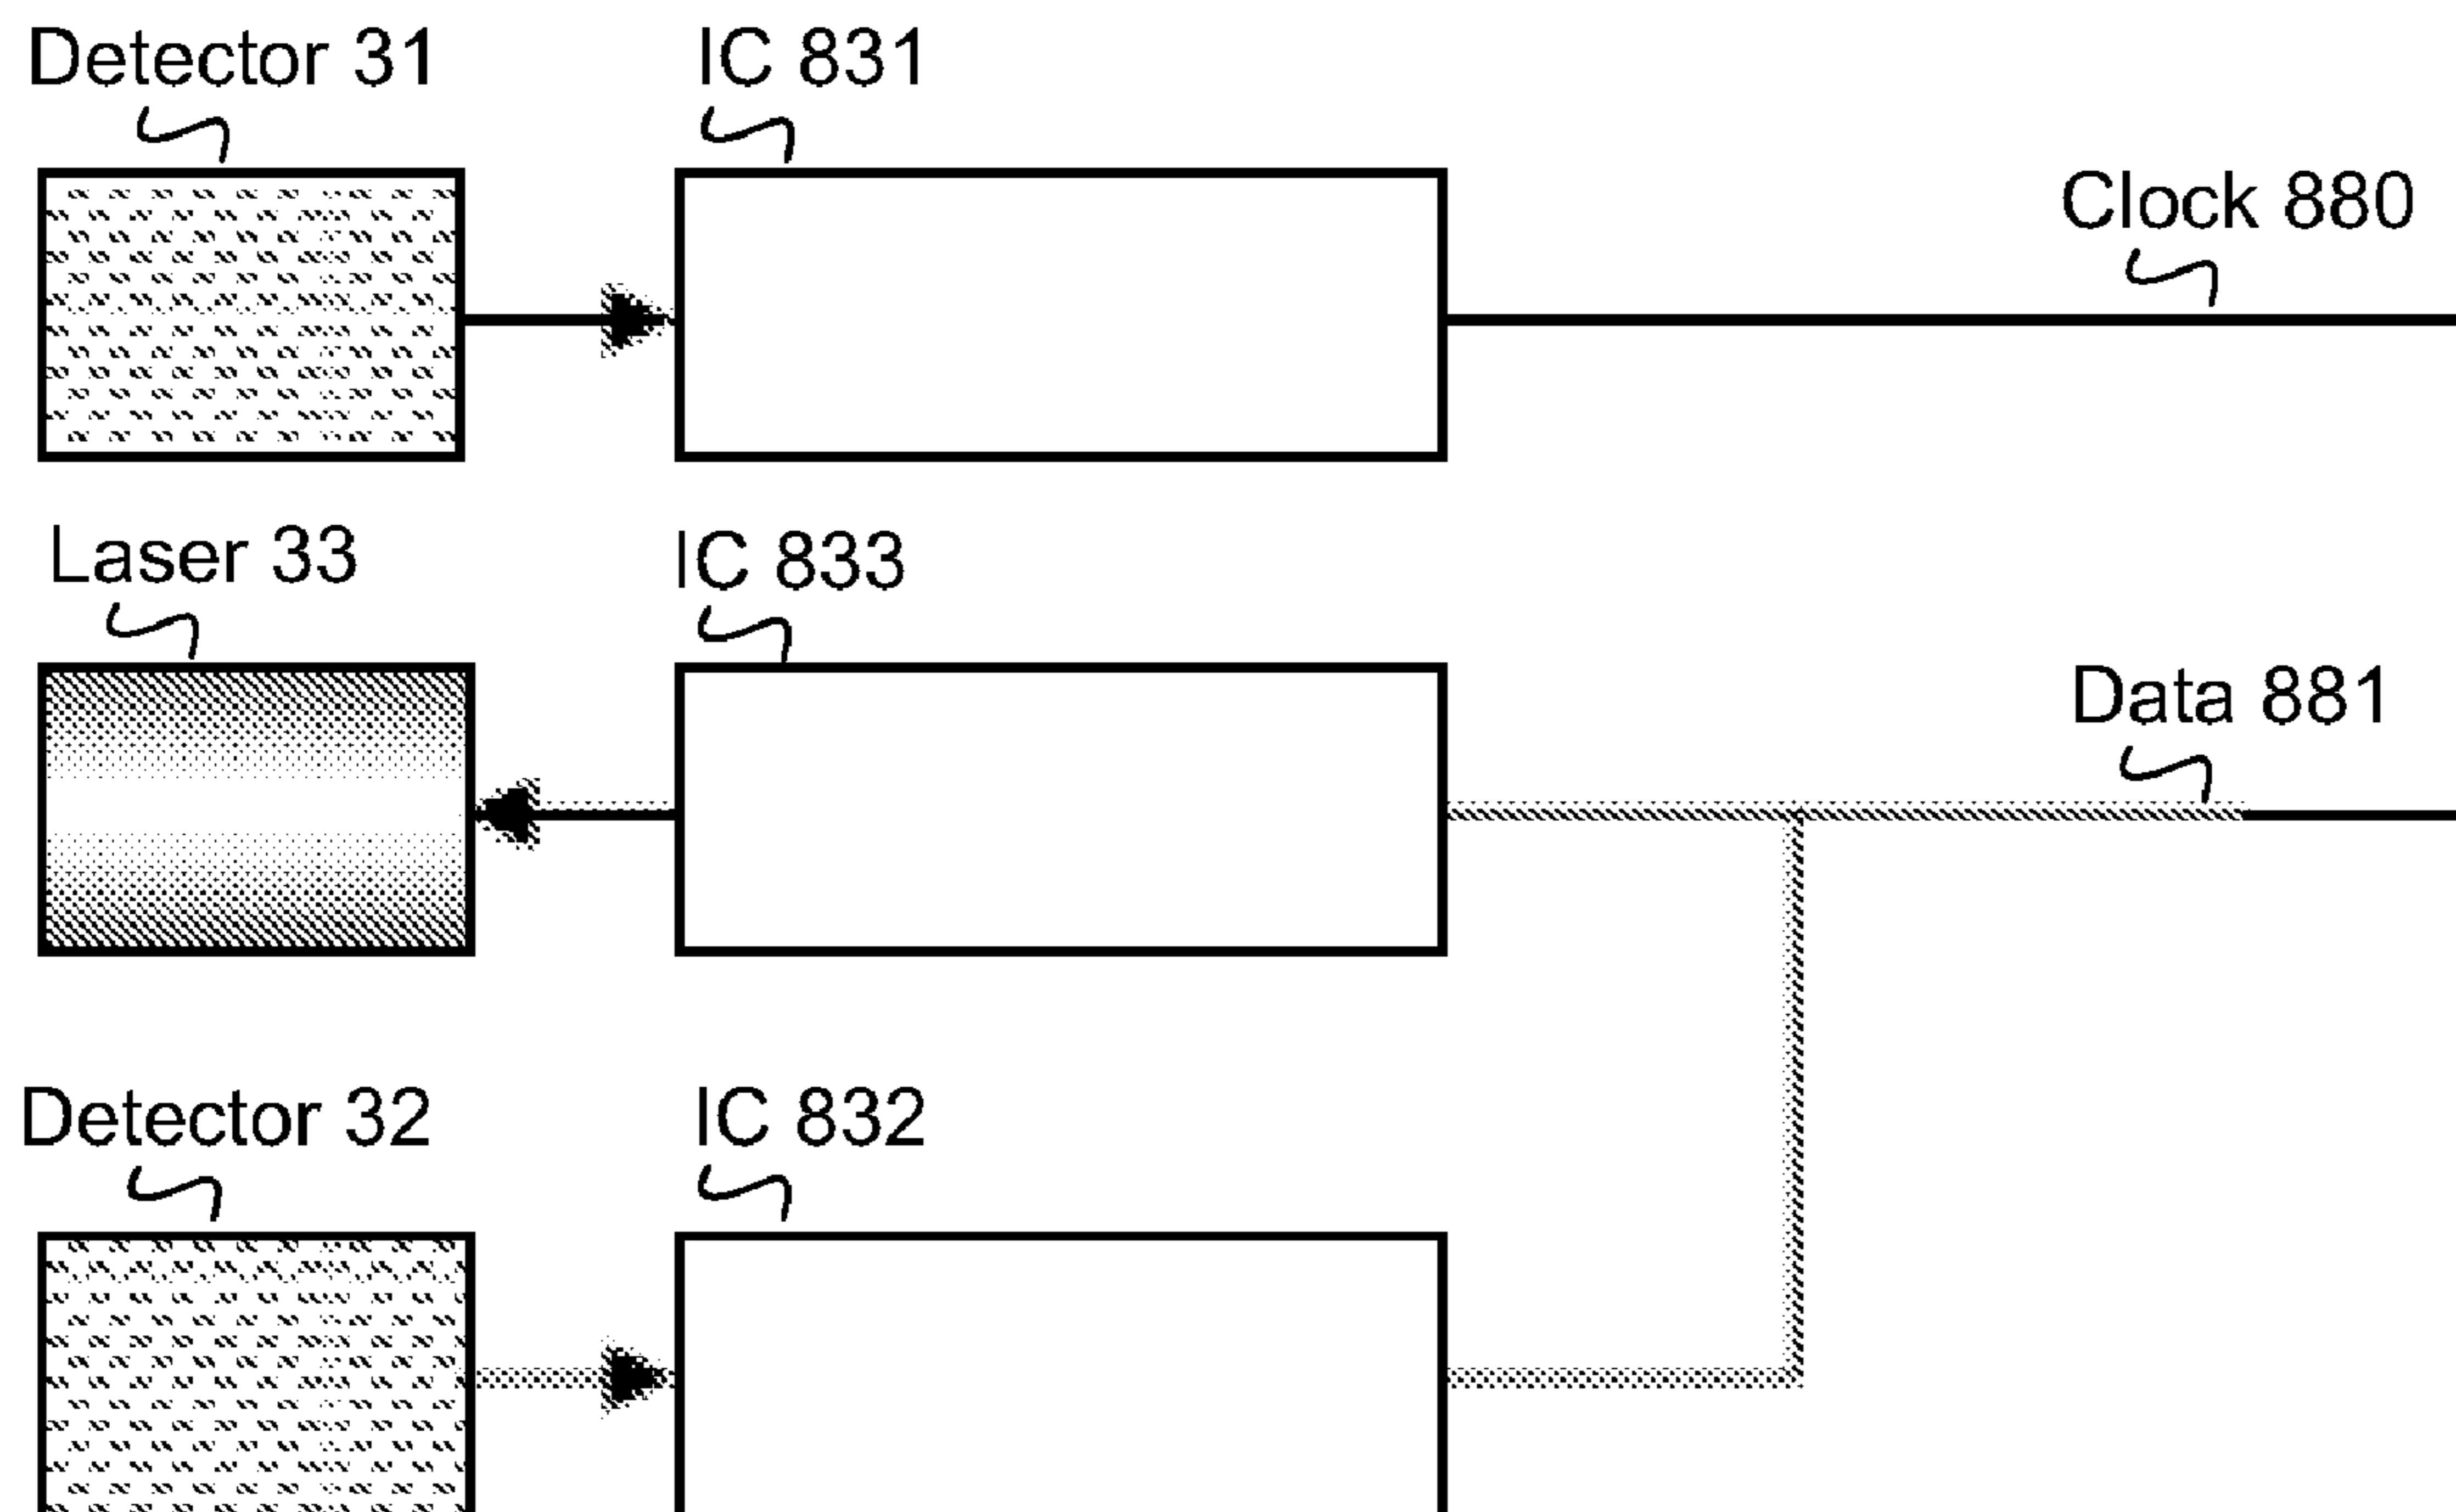 Detector 31
IC 831
Clock 880
Laser 33
IC 833
Data 881
Detector 32
IC 832